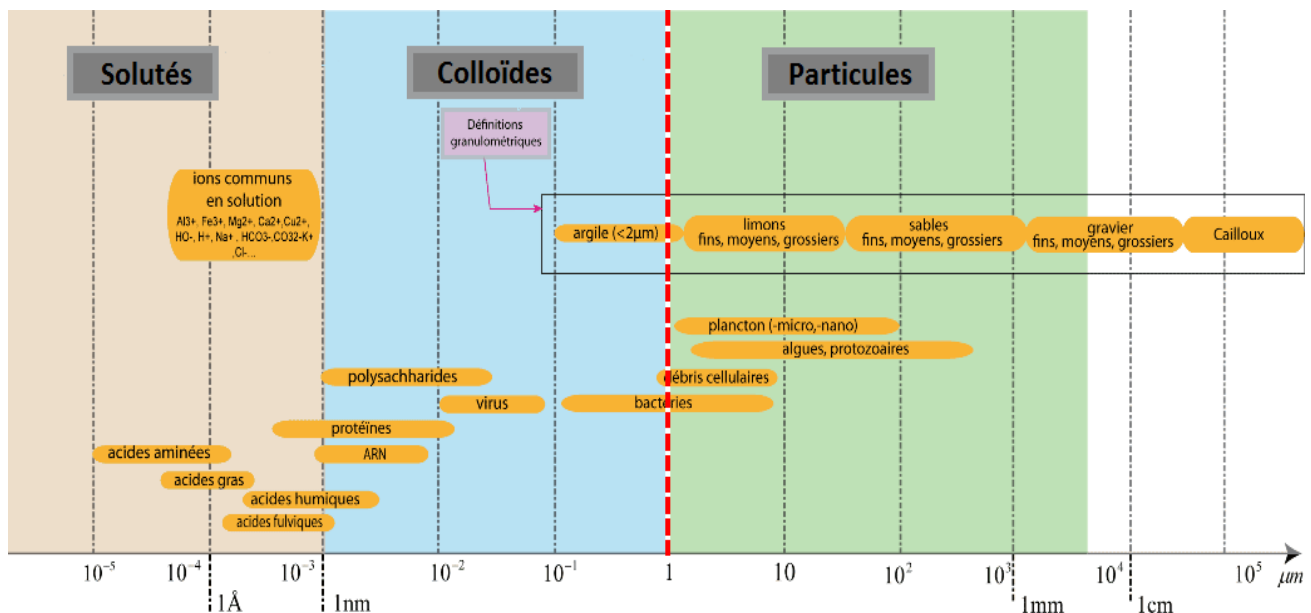 Solutés
Colloïdes
Particules
Définitions
granulométriques
ions communs
en solution
Al3+, Fe3+, Mg2+, Ca2+,Cu2+,
HO-, H+, Na+ , HCO3-,CO32-K+
,Cl-...
argile (<2µm)
limons
fins, moyens, grossiers
sables
fins, moyens, grossiers
gravier
fins, moyens, grossiers
Cailloux
plancton (-micro,-nano)
algues, protozoaires
polysachharides
débris cellulaires
virus
bactéries
protéïnes
acides aminées
ARN
acides gras
acides humiques
acides fulviques
10⁻⁵
10⁻⁴
10⁻³
10⁻²
10⁻¹
1
10
10²
10³
10⁴
10⁵
µm
1Å
1nm
1mm
1cm